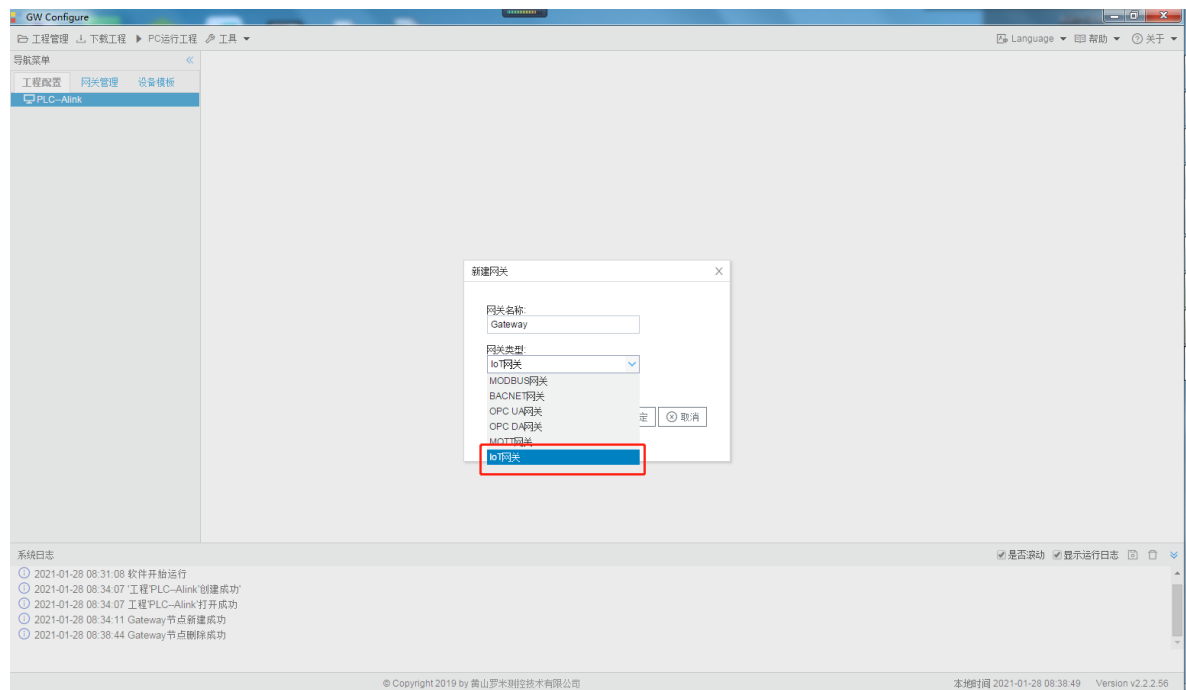 GW Configure
工程管理 下载工程 PC运行工程 工具 Language 帮助 关于
导航菜单
工程配置 网关管理 设备模板
PLC--Alink
新建网关
网关名称:
Gateway
网关类型:
IoT网关
MODBUS网关
BACNET网关
OPC UA网关
OPC DA网关
定 取消
MQTT网关
IoT网关
系统日志 是否滚动 显示运行日志
2021-01-28 08:31:08 软件开始运行
2021-01-28 08:34:07 '工程'PLC--Alink'创建成功'
2021-01-28 08:34:07 工程'PLC--Alink'打开成功
2021-01-28 08:34:11 Gateway节点新建成功
2021-01-28 08:38:44 Gateway节点删除成功
© Copyright 2019 by 黄山罗米测控技术有限公司 本地时间 2021-01-28 08:38:49 Version v2.2.2.56